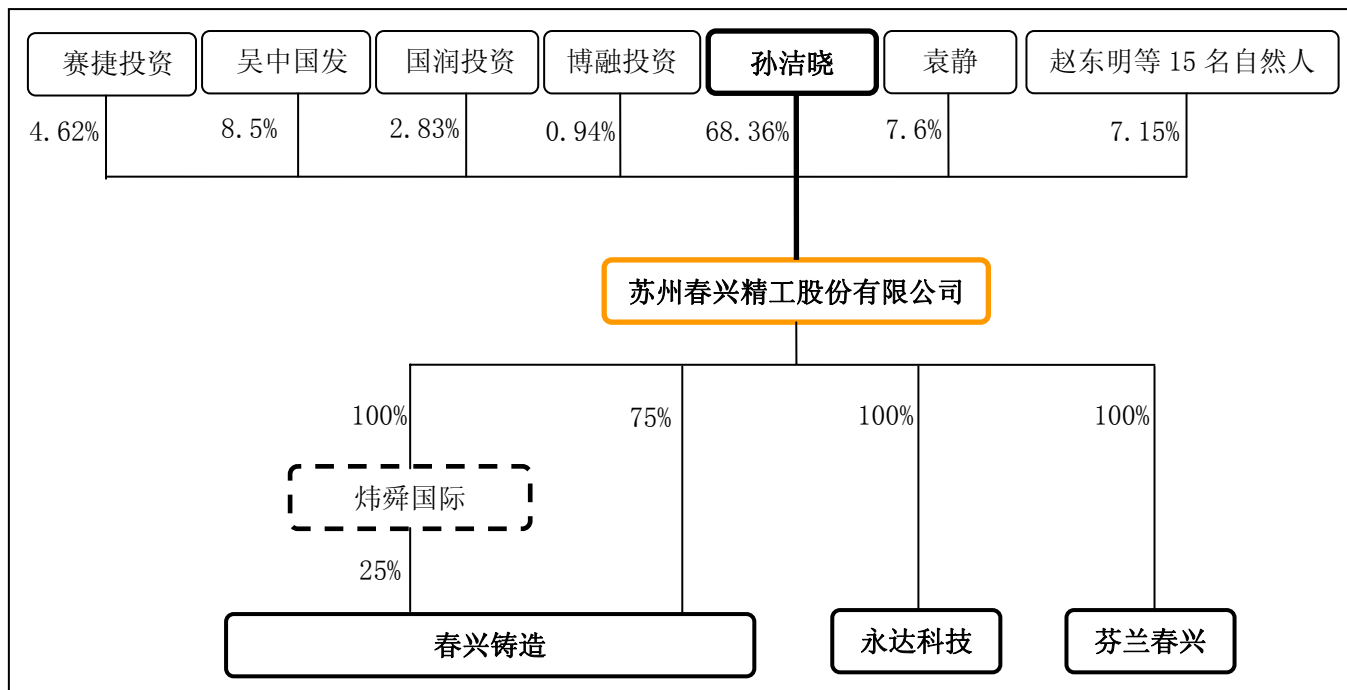 赛捷投资
吴中国发
国润投资
博融投资
孙洁晓
袁静
赵东明等 15 名自然人
4.62%
8.5%
2.83%
0.94%
68.36%
7.6%
7.15%
苏州春兴精工股份有限公司
100%
75%
100%
100%
炜舜国际
25%
春兴铸造
永达科技
芬兰春兴